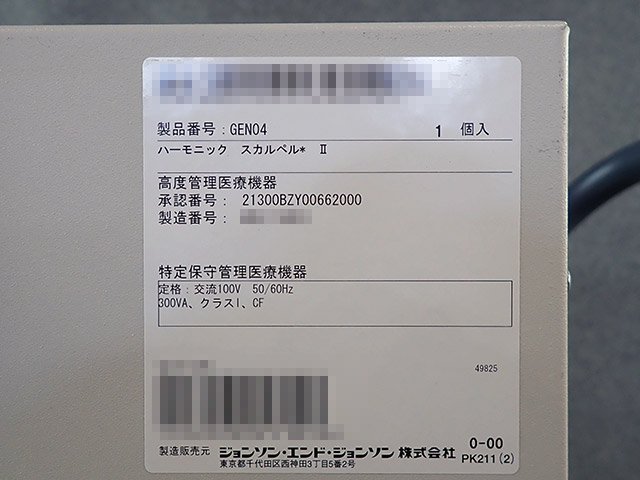 製品番号:GEN04 1 個入
ハーモニック スカルペル* Ⅱ
高度管理医療機器
承認番号: 21300BZY00662000
製造番号:
特定保守管理医療機器
定格:交流100V 50/60Hz
300VA、クラスⅠ、CF
49825
製造販売元 ジョンソン・エンド・ジョンソン 株式会社 0-00
東京都千代田区西神田3丁目5番2号 PK211(2)